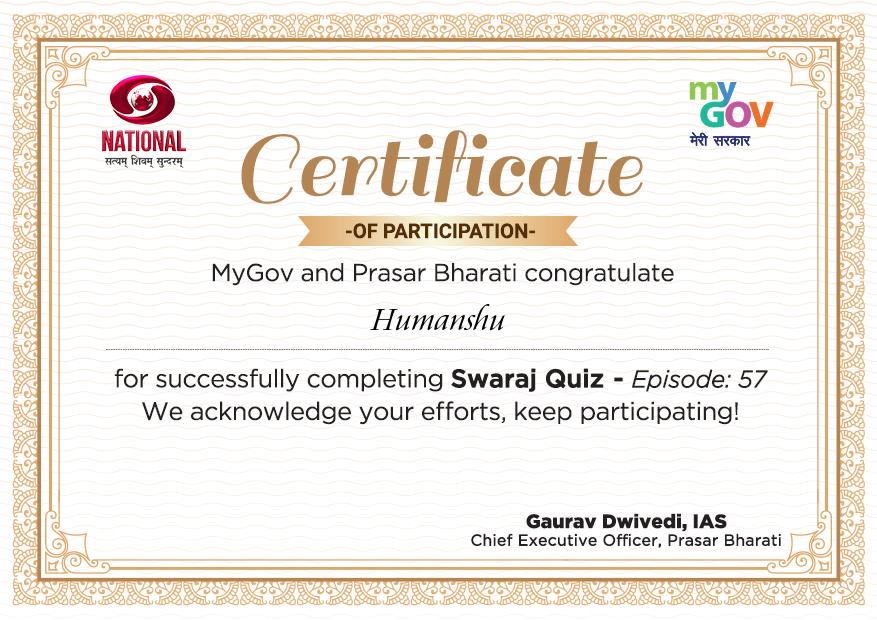 NATIONAL
सत्यम् शिवम् सुन्दरम्
my
GOV
मेरी सरकार
Certificate
-OF PARTICIPATION-
MyGov and Prasar Bharati congratulate
Humanshu
for successfully completing Swaraj Quiz - Episode: 57
We acknowledge your efforts, keep participating!
Gaurav Dwivedi, IAS
Chief Executive Officer, Prasar Bharati